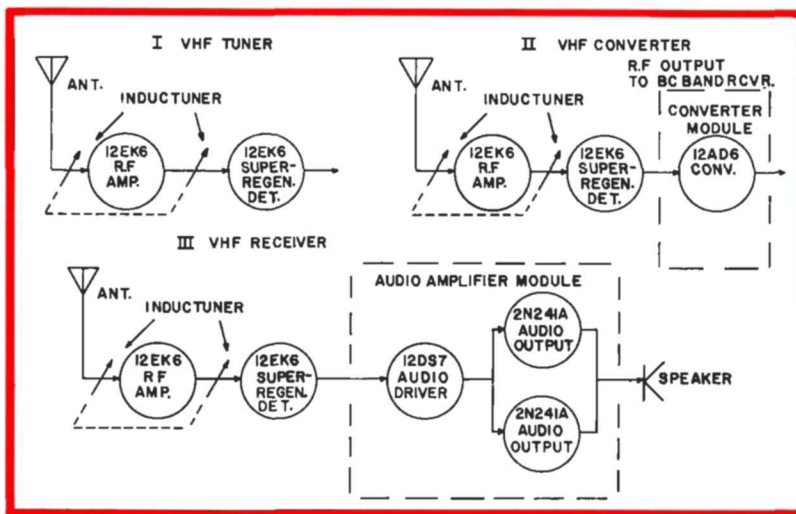 I VHF TUNER
ANT.
INDUCTUNER
12EK6
R.F
AMP.
12EK6
SUPER-
REGEN.
DET.
II VHF CONVERTER
R.F OUTPUT
TO BC BAND RCVR.
ANT.
INDUCTUNER
CONVERTER
MODULE
12EK6
R.F
AMP.
12EK6
SUPER-
REGEN.
DET.
12AD6
CONV.
III VHF RECEIVER
ANT.
INDUCTUNER
AUDIO AMPLIFIER MODULE
12EK6
R F
AMP.
12EK6
SUPER-
REGEN.
DET.
12DS7
AUDIO
DRIVER
2N241A
AUDIO
OUTPUT
2N241A
AUDIO
OUTPUT
SPEAKER